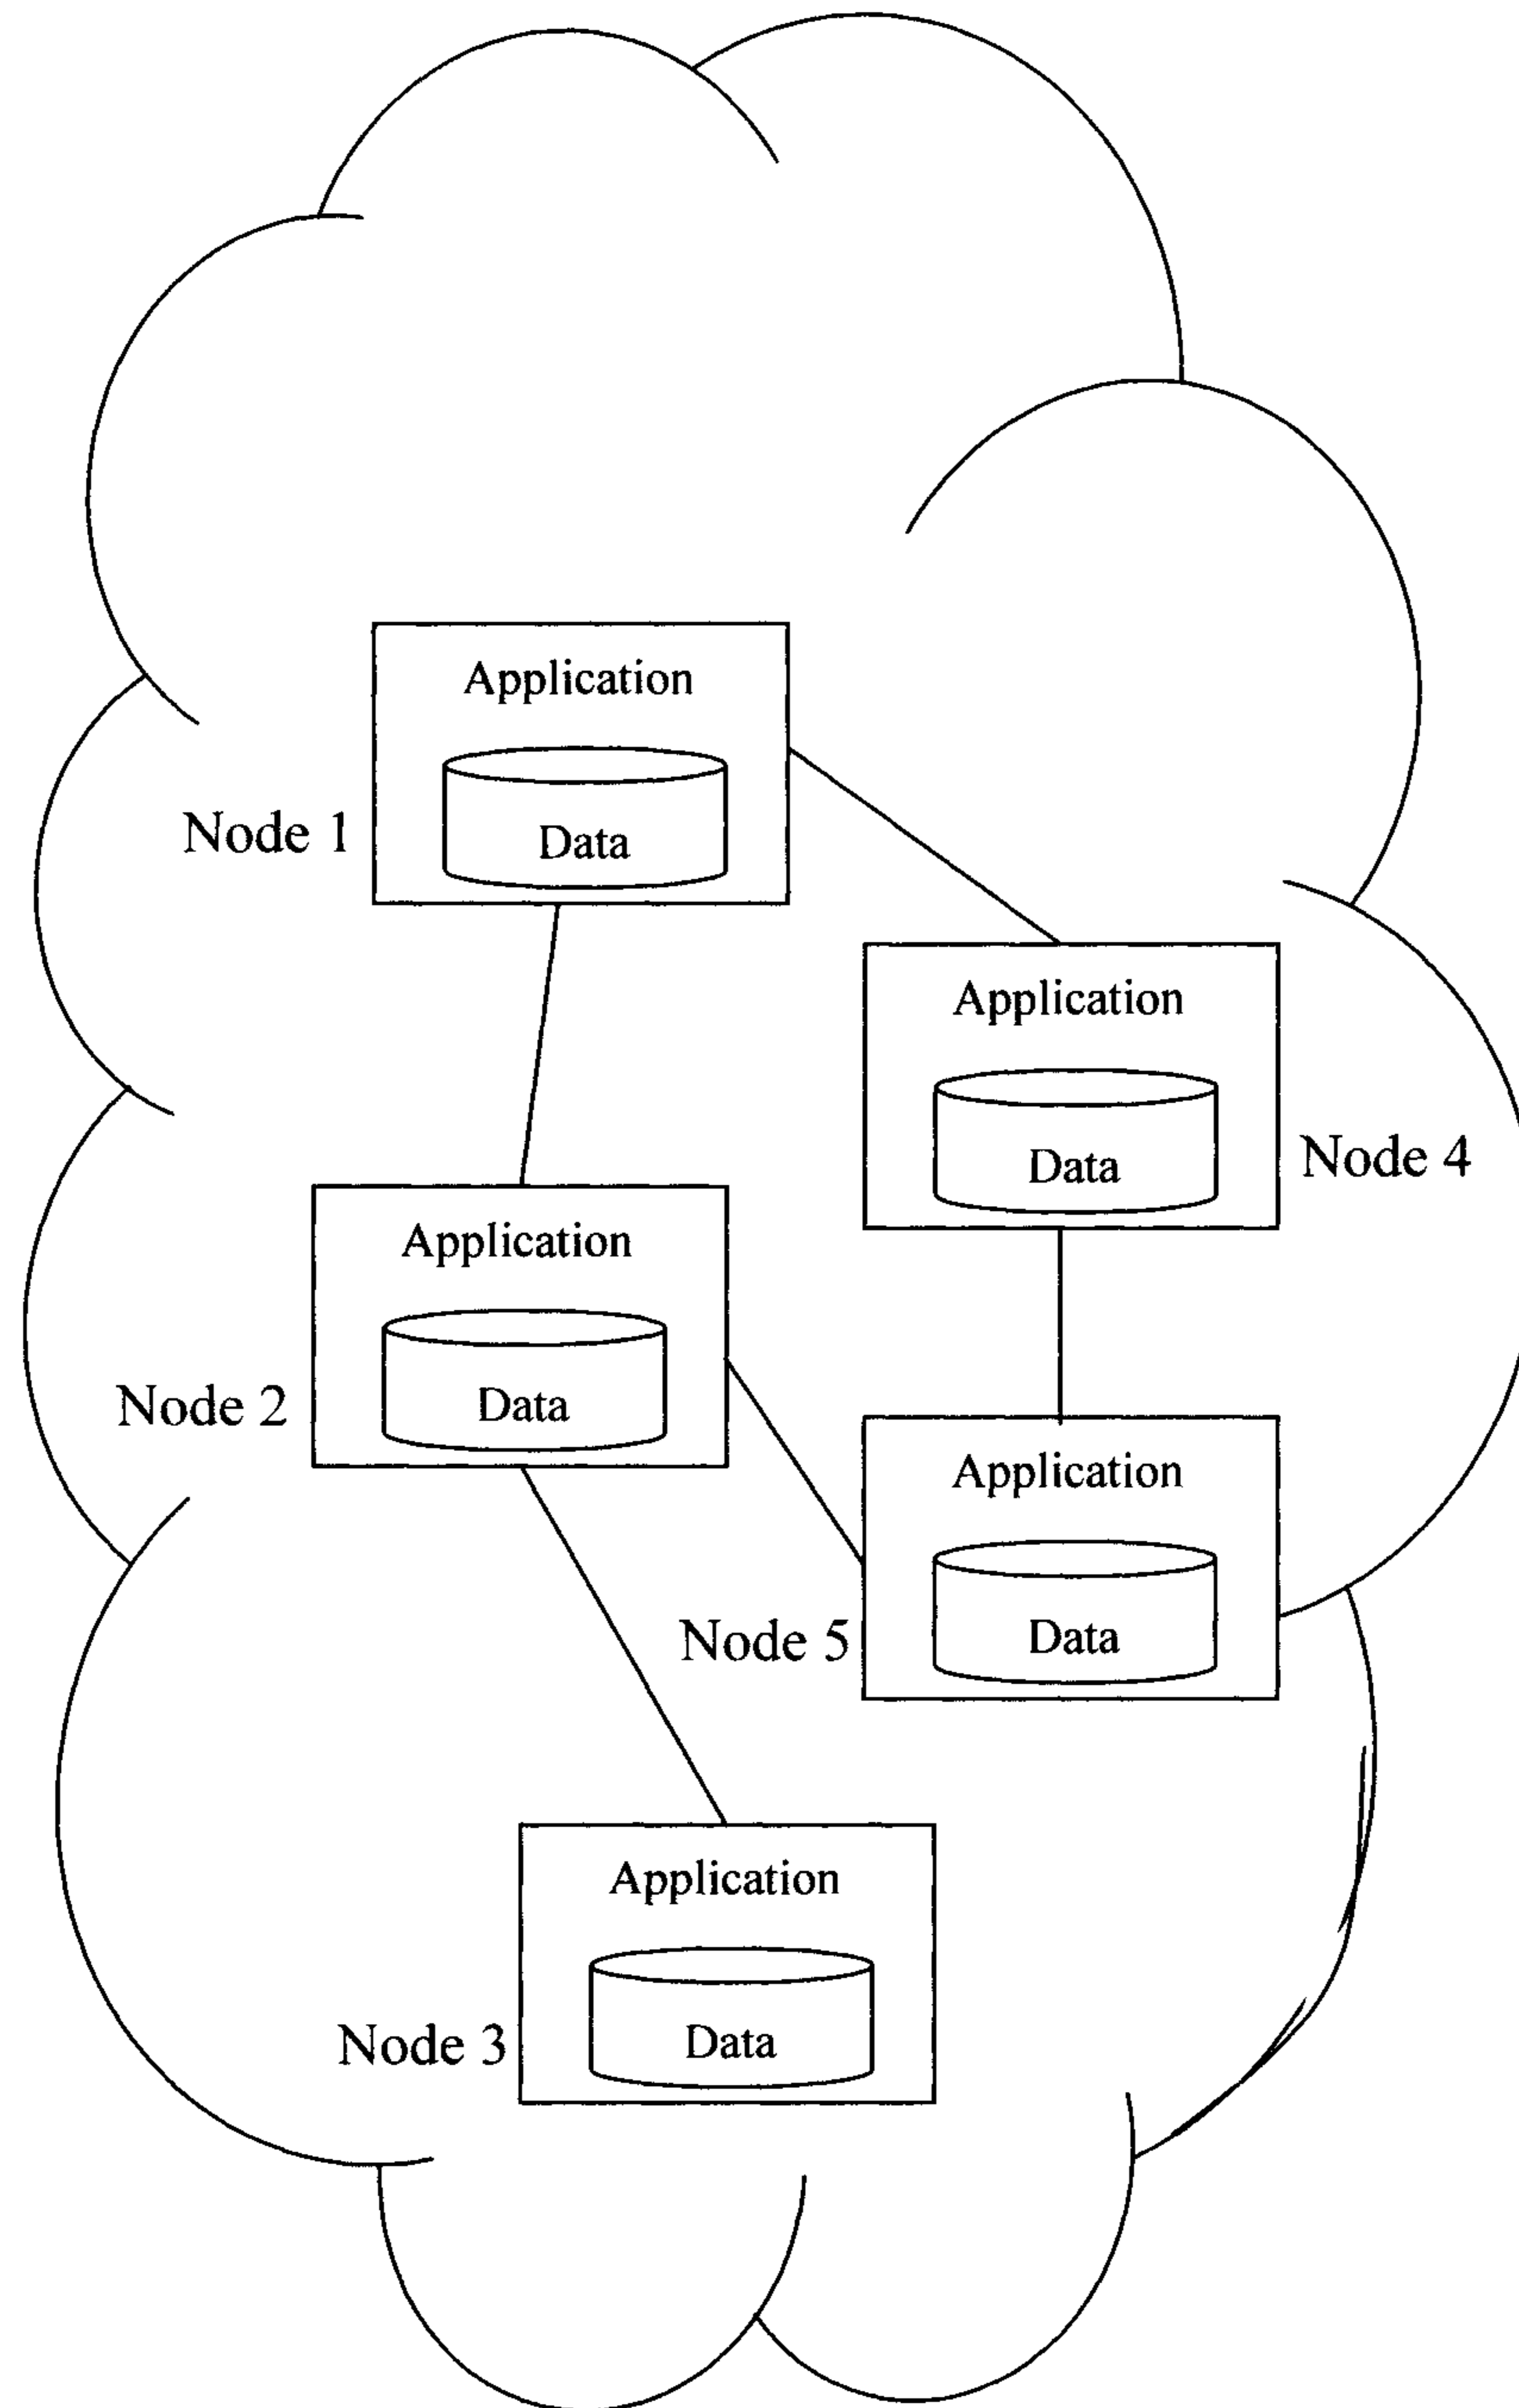 Application
Data
Node 1
Application
Data
Node 4
Application
Data
Node 2
Application
Data
Node 5
Application
Data
Node 3